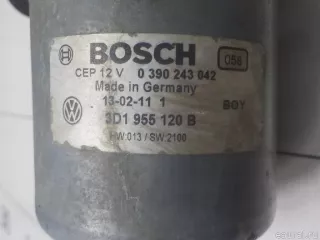 BOSCH 056
CEP 12 V 0 390 243 042
Made in Germany
13-02-11 1 BGY
3D1 955 120 B
HW:013 / SW:2100